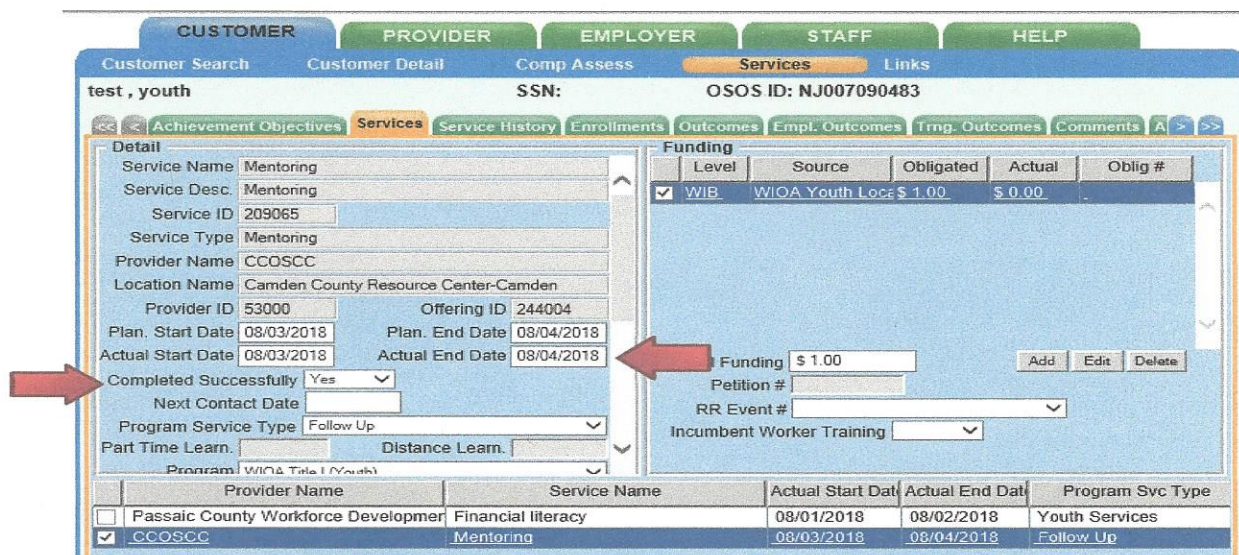 CUSTOMER PROVIDER EMPLOYER STAFF HELP
Customer Search Customer Detail Comp Assess Services Links
test , youth SSN: OSOS ID: NJ007090483
<< < Achievement Objectives Services Service History Enrollments Outcomes Empl. Outcomes Trng. Outcomes Comments A > >>
Detail
Service Name Mentoring
Service Desc. Mentoring
Service ID 209065
Service Type Mentoring
Provider Name CCOSCC
Location Name Camden County Resource Center-Camden
Provider ID 53000 Offering ID 244004
Plan. Start Date 08/03/2018 Plan. End Date 08/04/2018
Actual Start Date 08/03/2018 Actual End Date 08/04/2018
Completed Successfully Yes
Next Contact Date
Program Service Type Follow Up
Part Time Learn. Distance Learn.
Program WIOA Title I (Youth)
Funding
Level Source Obligated Actual Oblig #
WIB WIOA Youth Loca $ 1.00 $ 0.00
Funding $ 1.00 Add Edit Delete
Petition #
RR Event #
Incumbent Worker Training
Provider Name Service Name Actual Start Dat Actual End Dat Program Svc Type
Passaic County Workforce Developmer Financial literacy 08/01/2018 08/02/2018 Youth Services
CCOSCC Mentoring 08/03/2018 08/04/2018 Follow Up